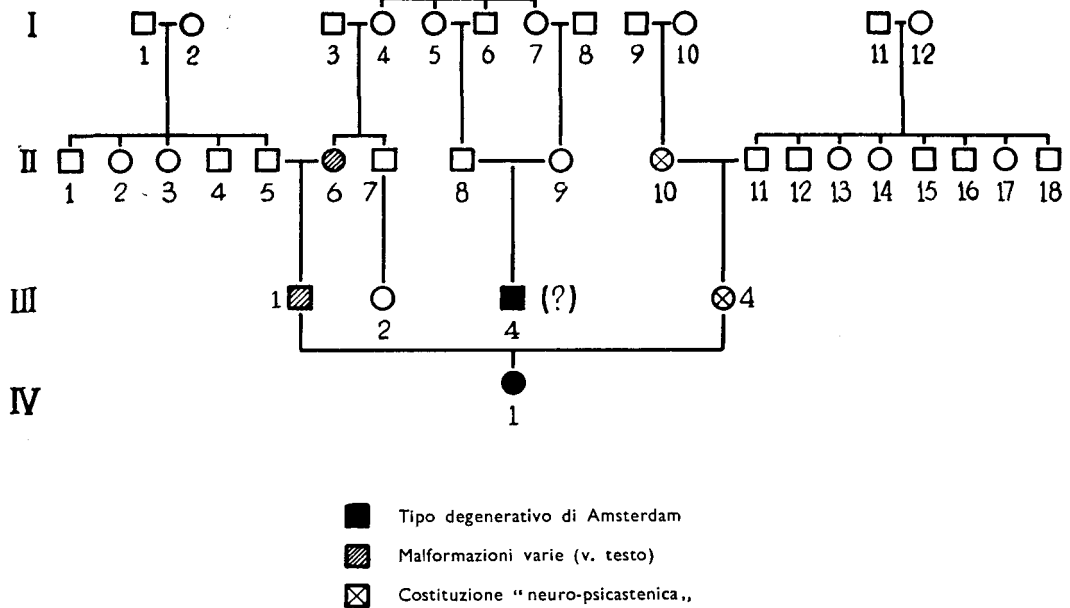 I
1 2 3 4 5 6 7 8 9 10 11 12
II
1 2 3 4 5 6 7 8 9 10 11 12 13 14 15 16 17 18
III
1 2 4 (?) 4
IV
1
Tipo degenerativo di Amsterdam
Malformazioni varie (v. testo)
Costituzione “ neuro-psicastenica „